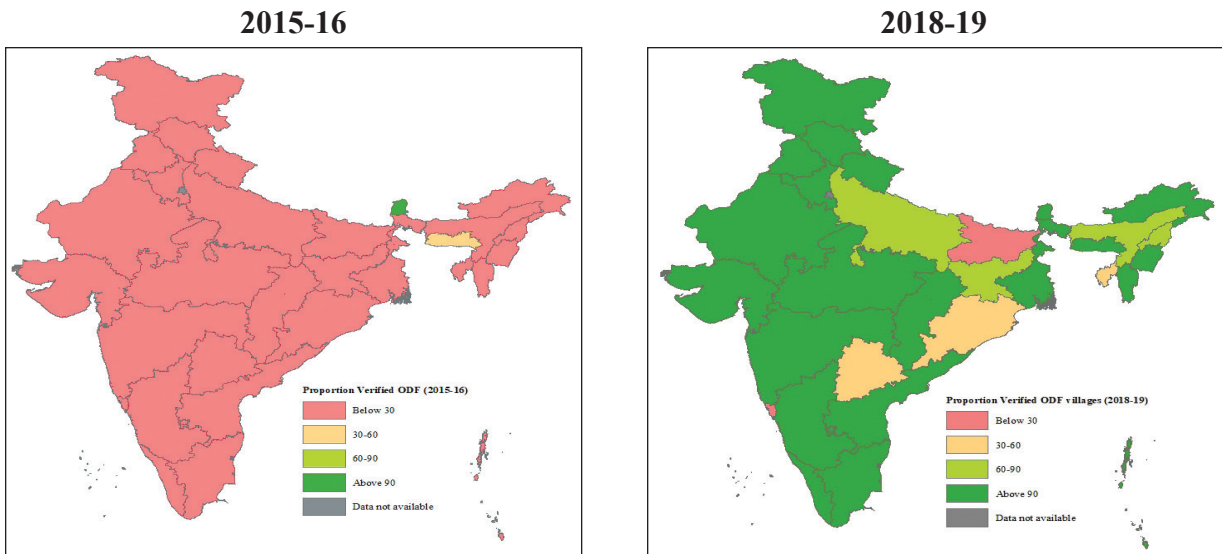 2015-16
Proportion Verified ODF (2015-16)
Below 30
30-60
60-90
Above 90
Data not available
2018-19
Proportion Verified ODF villages (2018-19)
Below 30
30-60
60-90
Above 90
Data not available